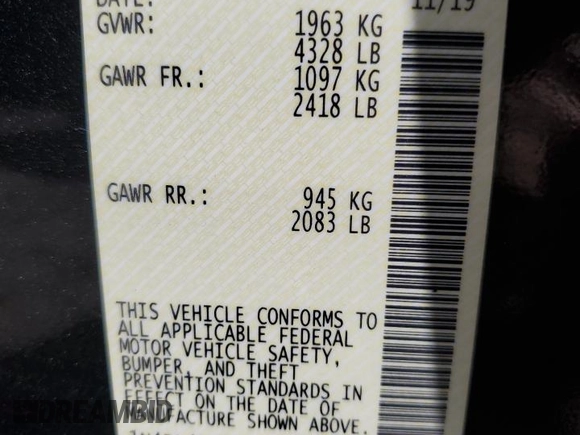 DATE: 11/19
GVWR: 1963 KG
4328 LB
GAWR FR.: 1097 KG
2418 LB
GAWR RR.: 945 KG
2083 LB
THIS VEHICLE CONFORMS TO
ALL APPLICABLE FEDERAL
MOTOR VEHICLE SAFETY,
BUMPER, AND THEFT
PREVENTION STANDARDS IN
EFFECT ON THE DATE OF
MANUFACTURE SHOWN ABOVE.
DREAMBID